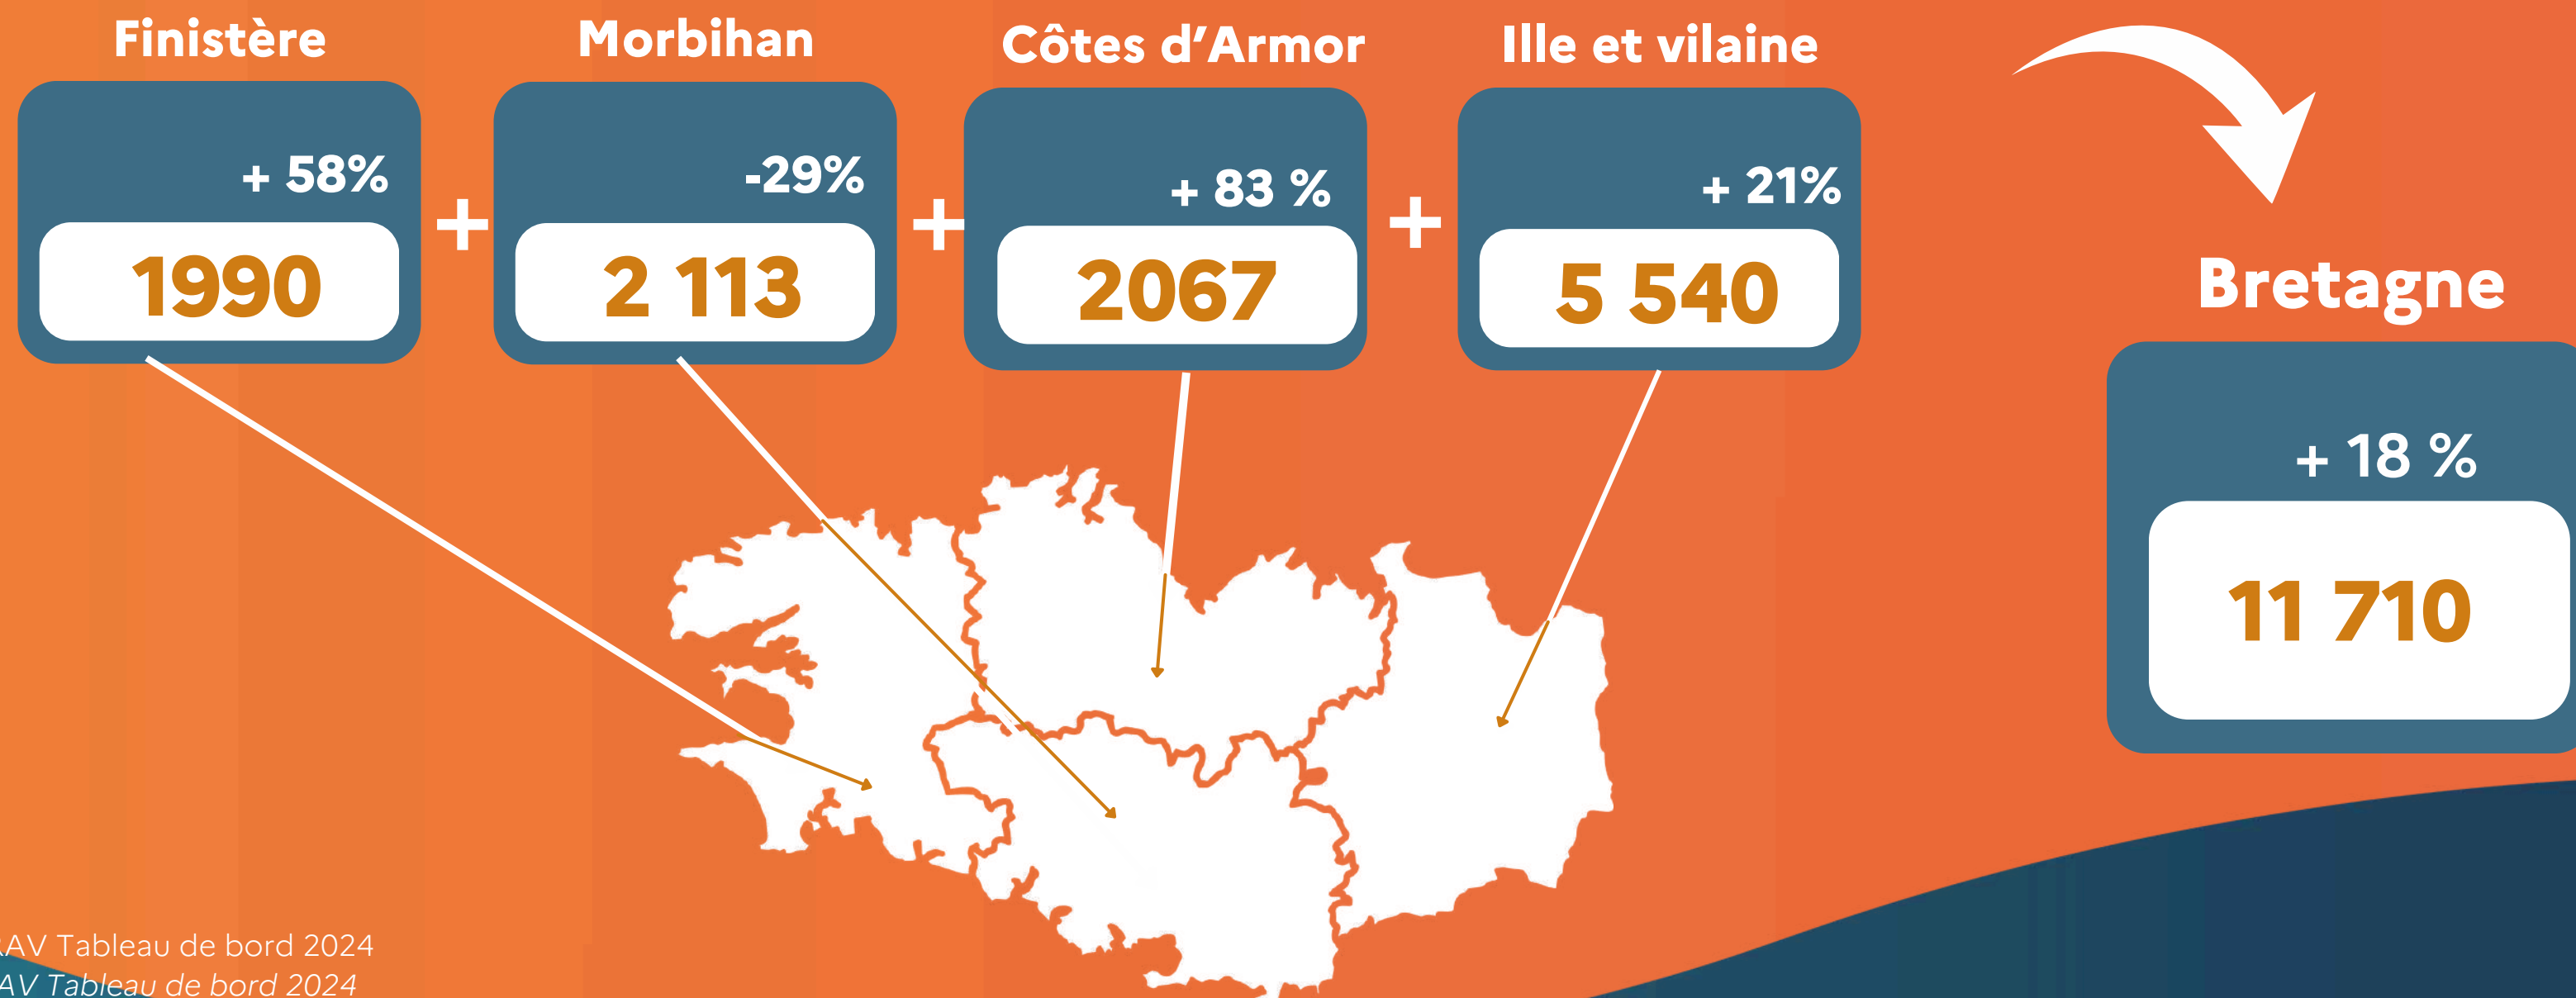 Finistère
+ 58%
1990
+
Morbihan
-29%
2 113
+
Côtes d'Armor
+ 83 %
2067
+
Ille et vilaine
+ 21%
5 540
Bretagne
+ 18 %
11 710
AV Tableau de bord 2024
AV Tableau de bord 2024